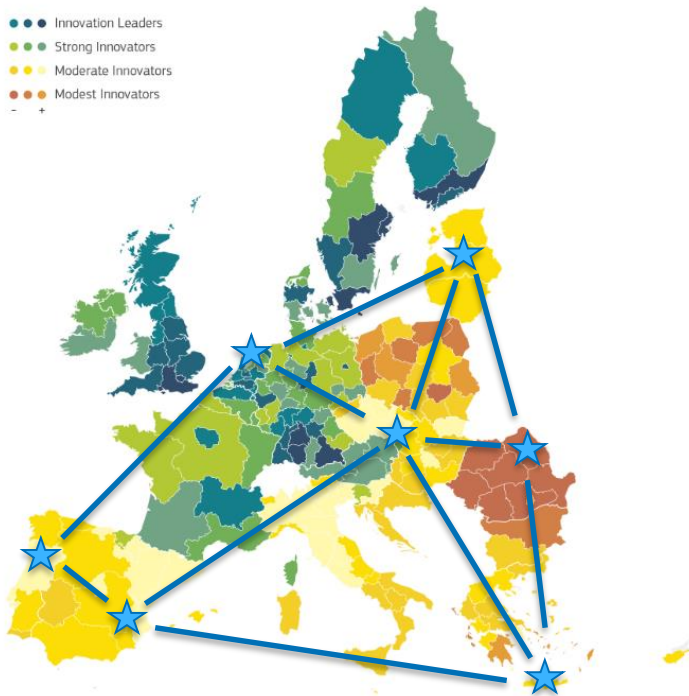 Innovation Leaders
Strong Innovators
Moderate Innovators
Modest Innovators
- +